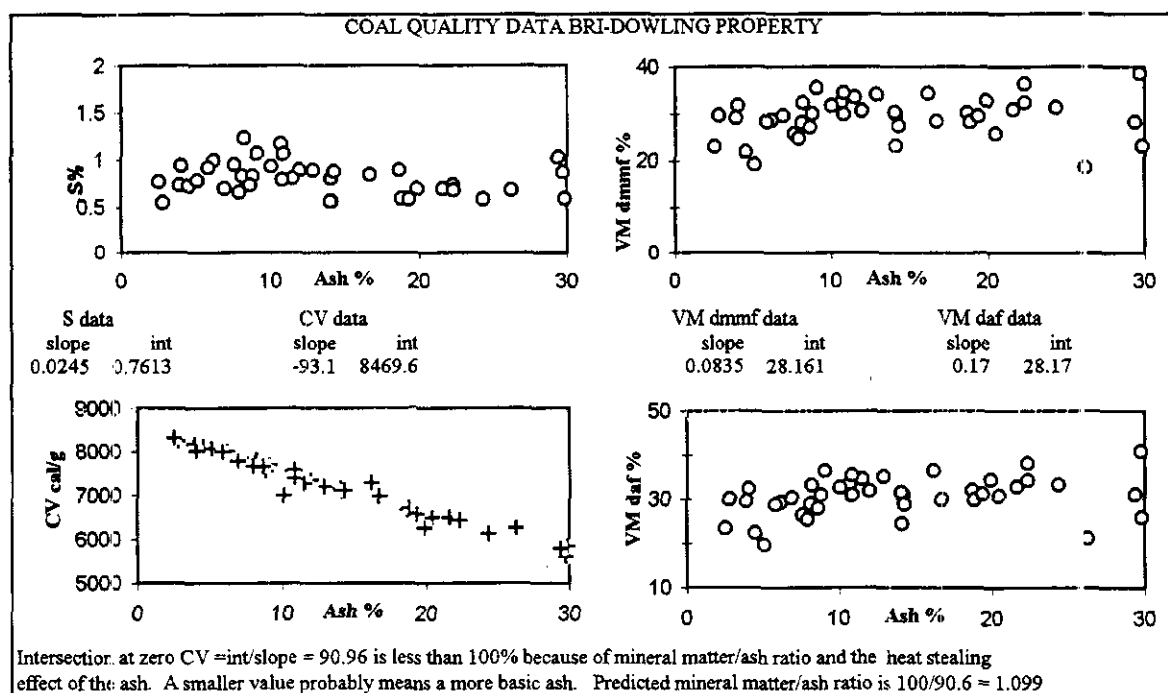 COAL QUALITY DATA BRI-DOWLING PROPERTY
2
1.5
1
0.5
0
S%
0 10 20 30
Ash %
40
20
0
VM dmmf %
0 10 20 30
Ash %
S data CV data
slope int slope int
0.0245 0.7613 -93.1 8469.6
VM dmmf data VM daf data
slope int slope int
0.0835 28.161 0.17 28.17
9000
8000
7000
6000
5000
CV cal/g
0 10 20 30
Ash %
50
30
10
VM daf %
0 10 20 30
Ash %
Intersection at zero CV =int/slope = 90.96 is less than 100% because of mineral matter/ash ratio and the heat stealing
effect of the ash. A smaller value probably means a more basic ash. Predicted mineral matter/ash ratio is 100/90.6 = 1.099